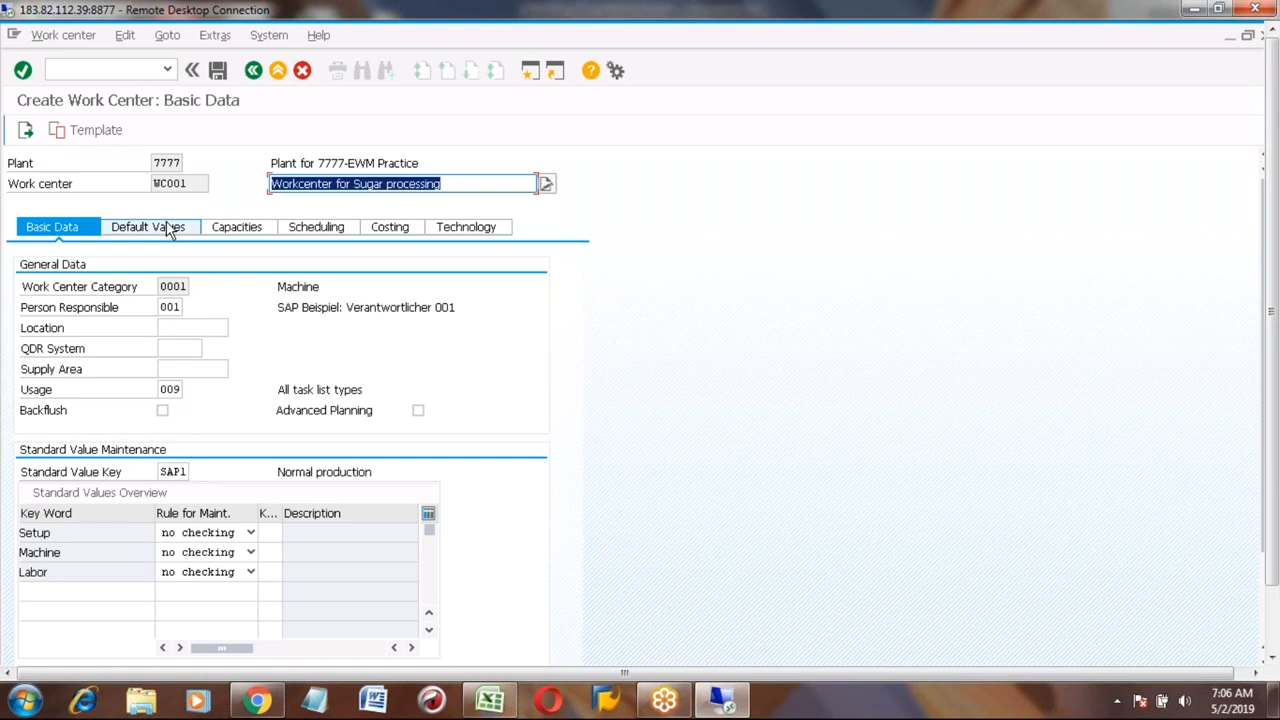 183.82.112.39:8877 - Remote Desktop Connection
Work center Edit Goto Extras System Help
Create Work Center: Basic Data
Template
Plant 7777 Plant for 7777-EWM Practice
Work center WC001 Workcenter for Sugar processing
Basic Data Default Values Capacities Scheduling Costing Technology
General Data
Work Center Category 0001 Machine
Person Responsible 001 SAP Beispiel: Verantwortlicher 001
Location
QDR System
Supply Area
Usage 009 All task list types
Backflush Advanced Planning
Standard Value Maintenance
Standard Value Key SAP1 Normal production
Standard Values Overview
Key Word Rule for Maint. K... Description
Setup no checking
Machine no checking
Labor no checking
7:06 AM
5/2/2019